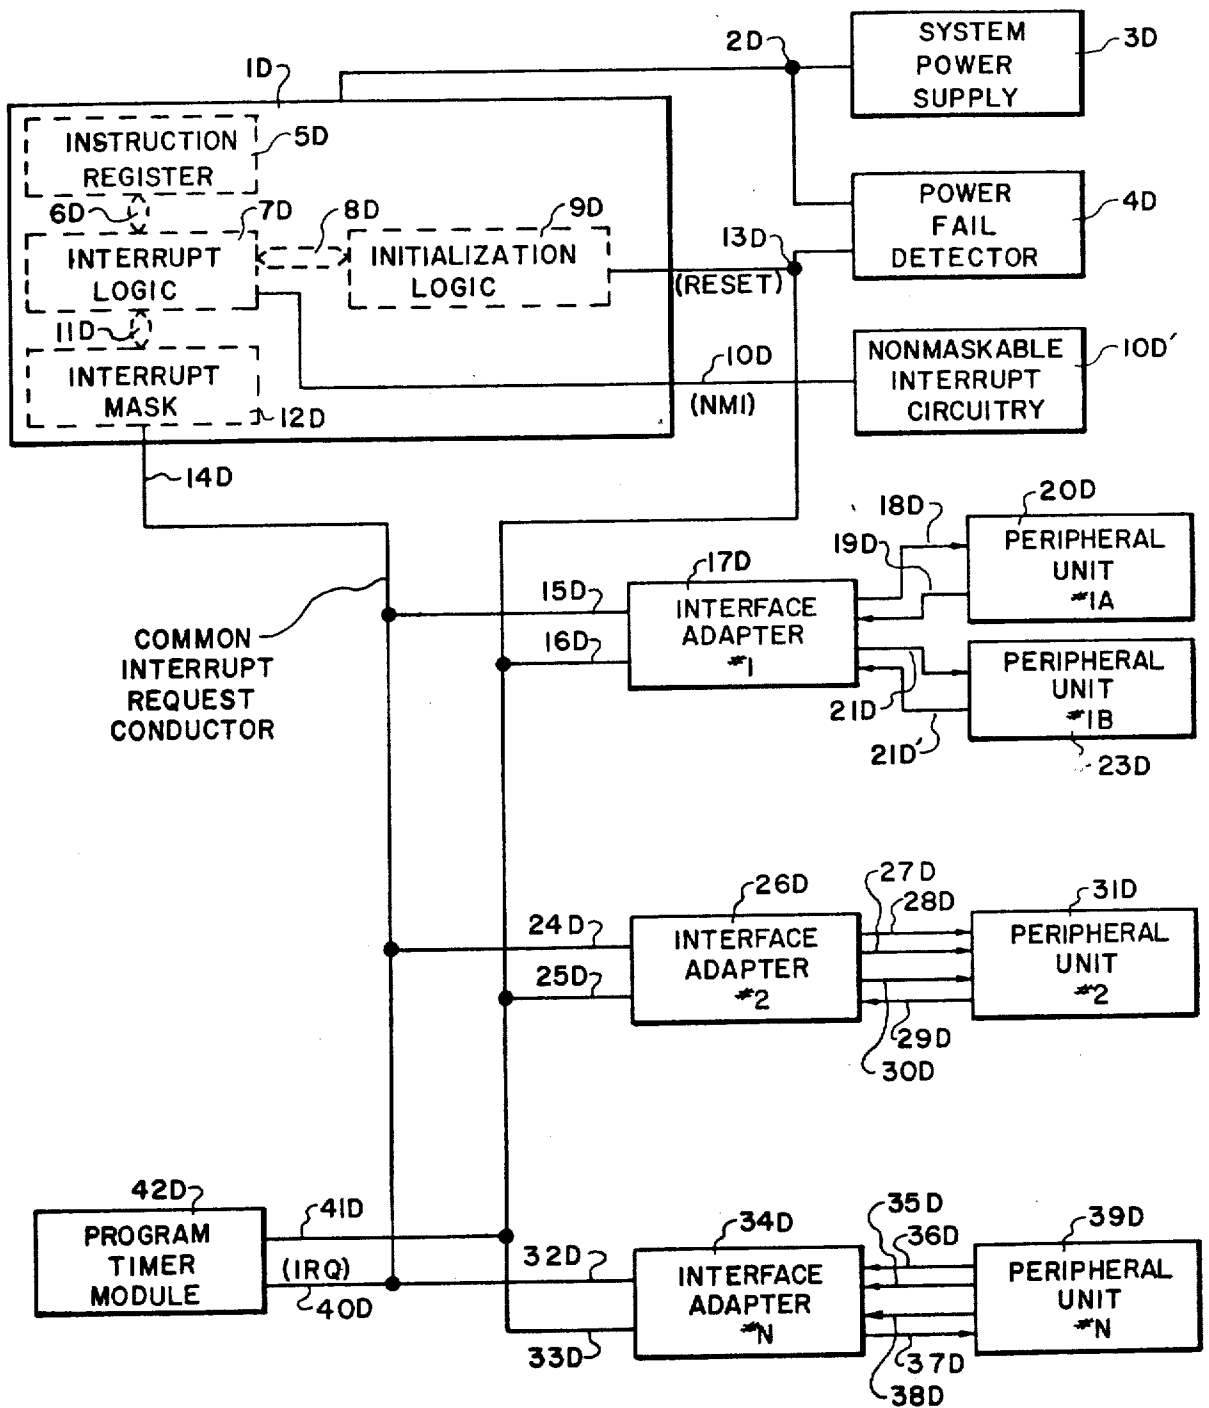 2D
SYSTEM
POWER
SUPPLY
3D
1D
INSTRUCTION
REGISTER
5D
6D
7D
8D
9D
INTERRUPT
LOGIC
INITIALIZATION
LOGIC
13D
(RESET)
POWER
FAIL
DETECTOR
4D
11D
INTERRUPT
MASK
12D
10D
(NMI)
NONMASKABLE
INTERRUPT
CIRCUITRY
10D'
14D
COMMON
INTERRUPT
REQUEST
CONDUCTOR
15D
16D
17D
INTERFACE
ADAPTER
#1
18D
19D
20D
PERIPHERAL
UNIT
#1A
21D
21D'
PERIPHERAL
UNIT
#1B
23D
24D
25D
26D
INTERFACE
ADAPTER
#2
27D
28D
29D
30D
31D
PERIPHERAL
UNIT
#2
42D
PROGRAM
TIMER
MODULE
41D
(IRQ)
40D
32D
33D
34D
INTERFACE
ADAPTER
#N
35D
36D
37D
38D
39D
PERIPHERAL
UNIT
#N